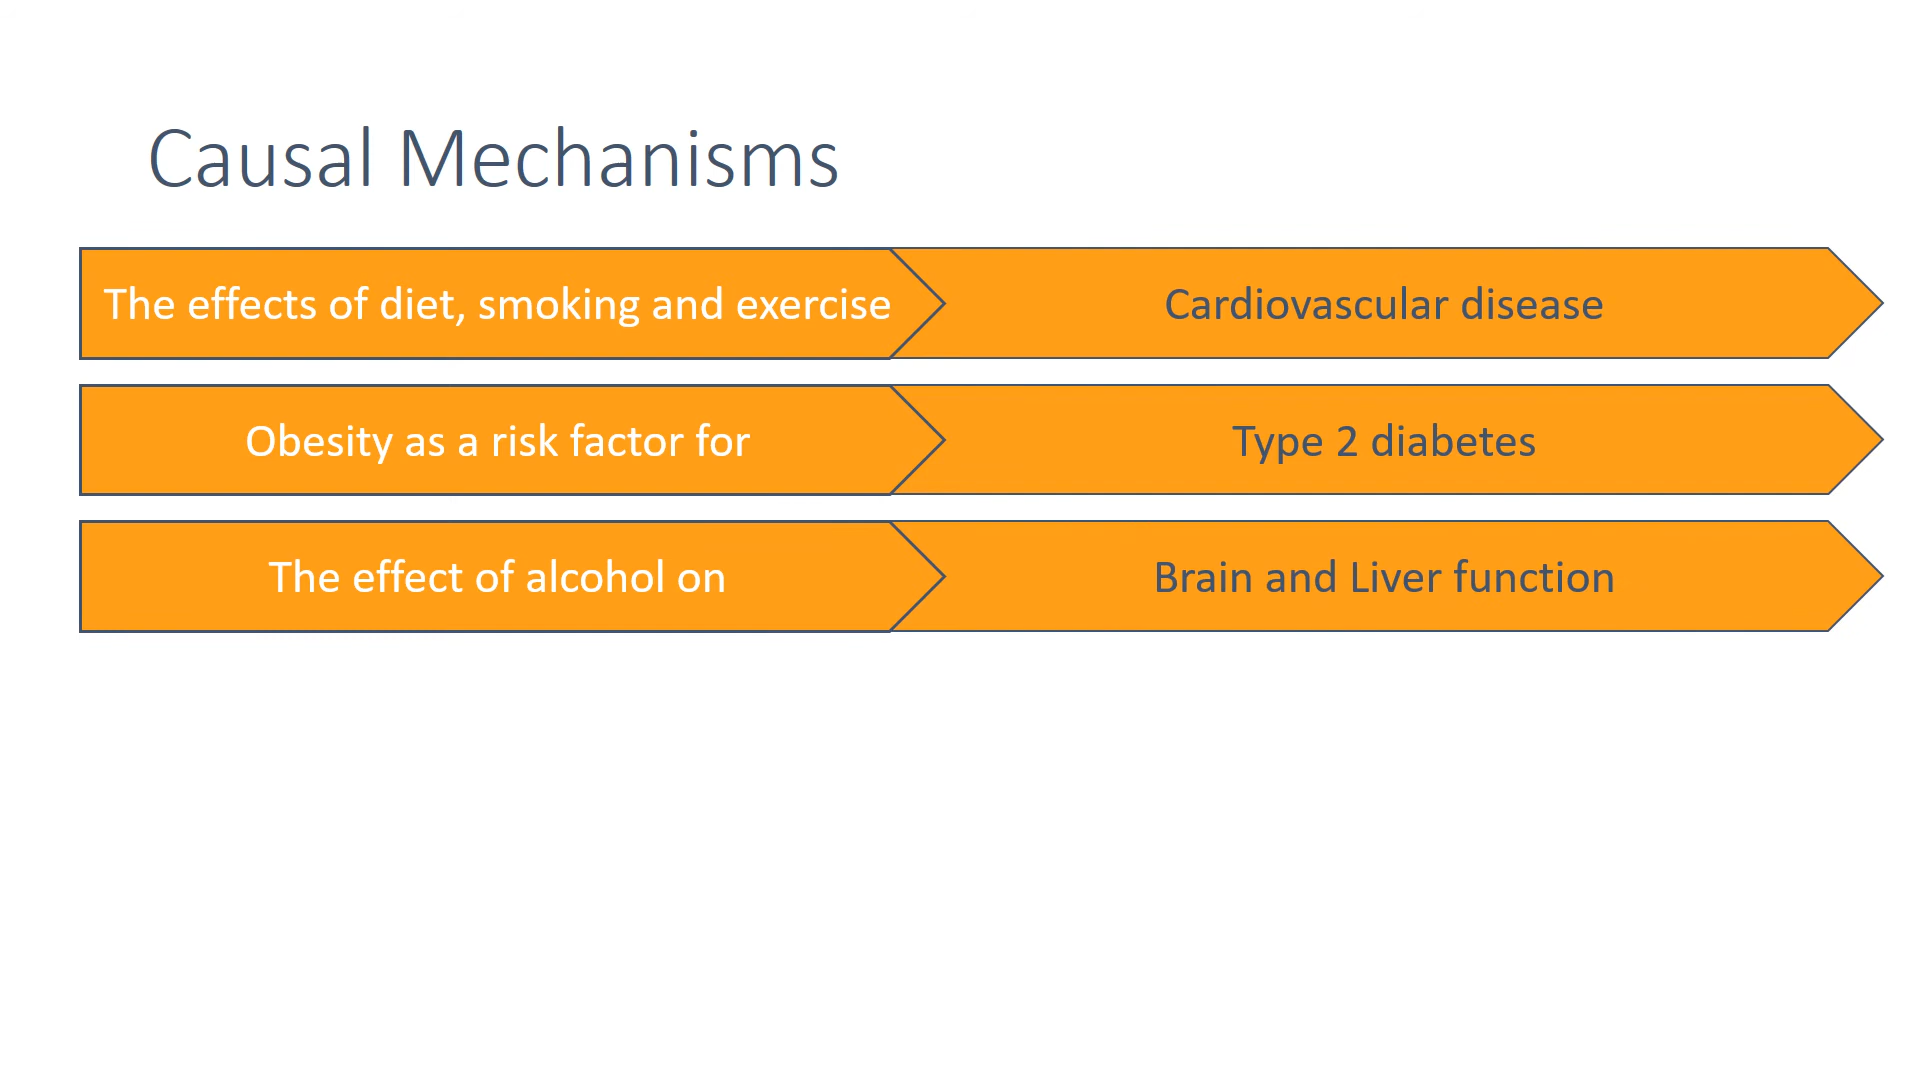 Causal Mechanisms
The effects of diet, smoking and exercise
Cardiovascular disease
Obesity as a risk factor for
Type 2 diabetes
The effect of alcohol on
Brain and Liver function